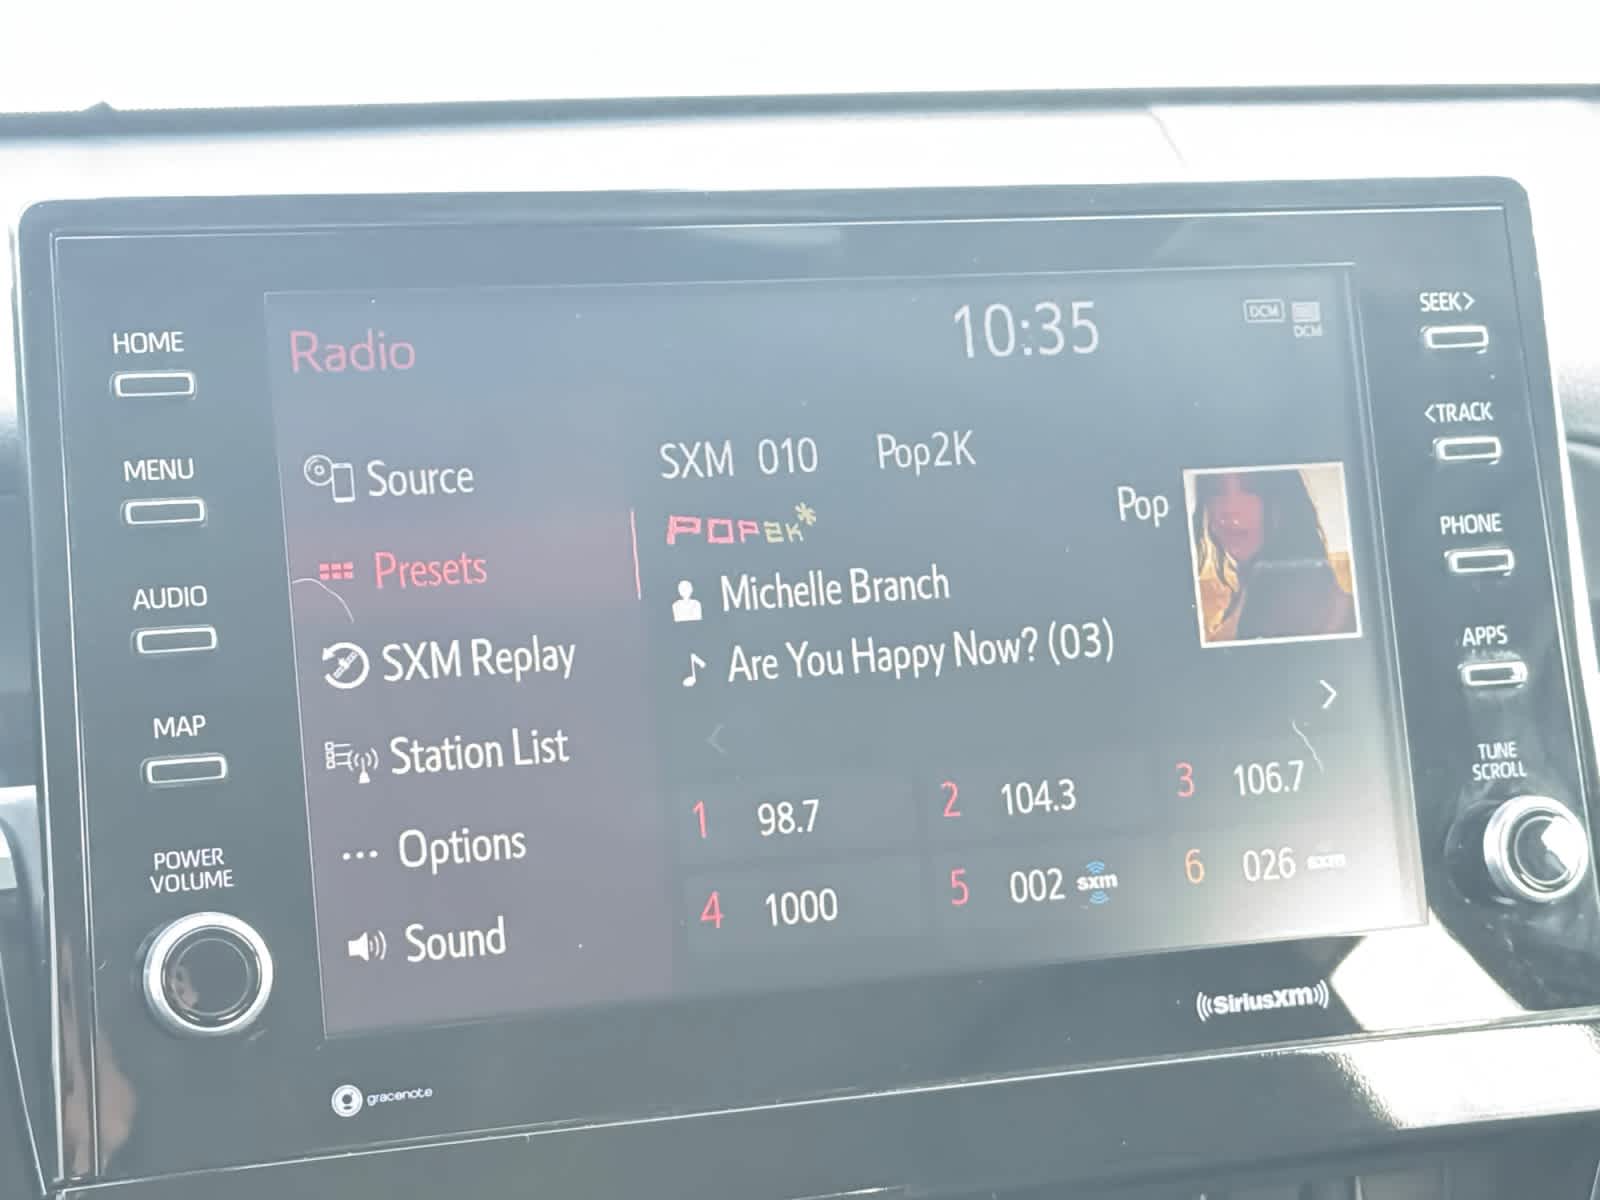 HOME
MENU
AUDIO
MAP
POWER
VOLUME
Radio
10:35
DCM
DCM
Source
Presets
SXM Replay
Station List
Options
Sound
SXM 010 Pop2K
Pop
POP2K*
Michelle Branch
Are You Happy Now? (03)
1 98.7
2 104.3
3 106.7
4 1000
5 002 sxm
6 026 sxm
SEEK>
<TRACK
PHONE
APPS
TUNE
SCROLL
gracenote
((SiriusXM))